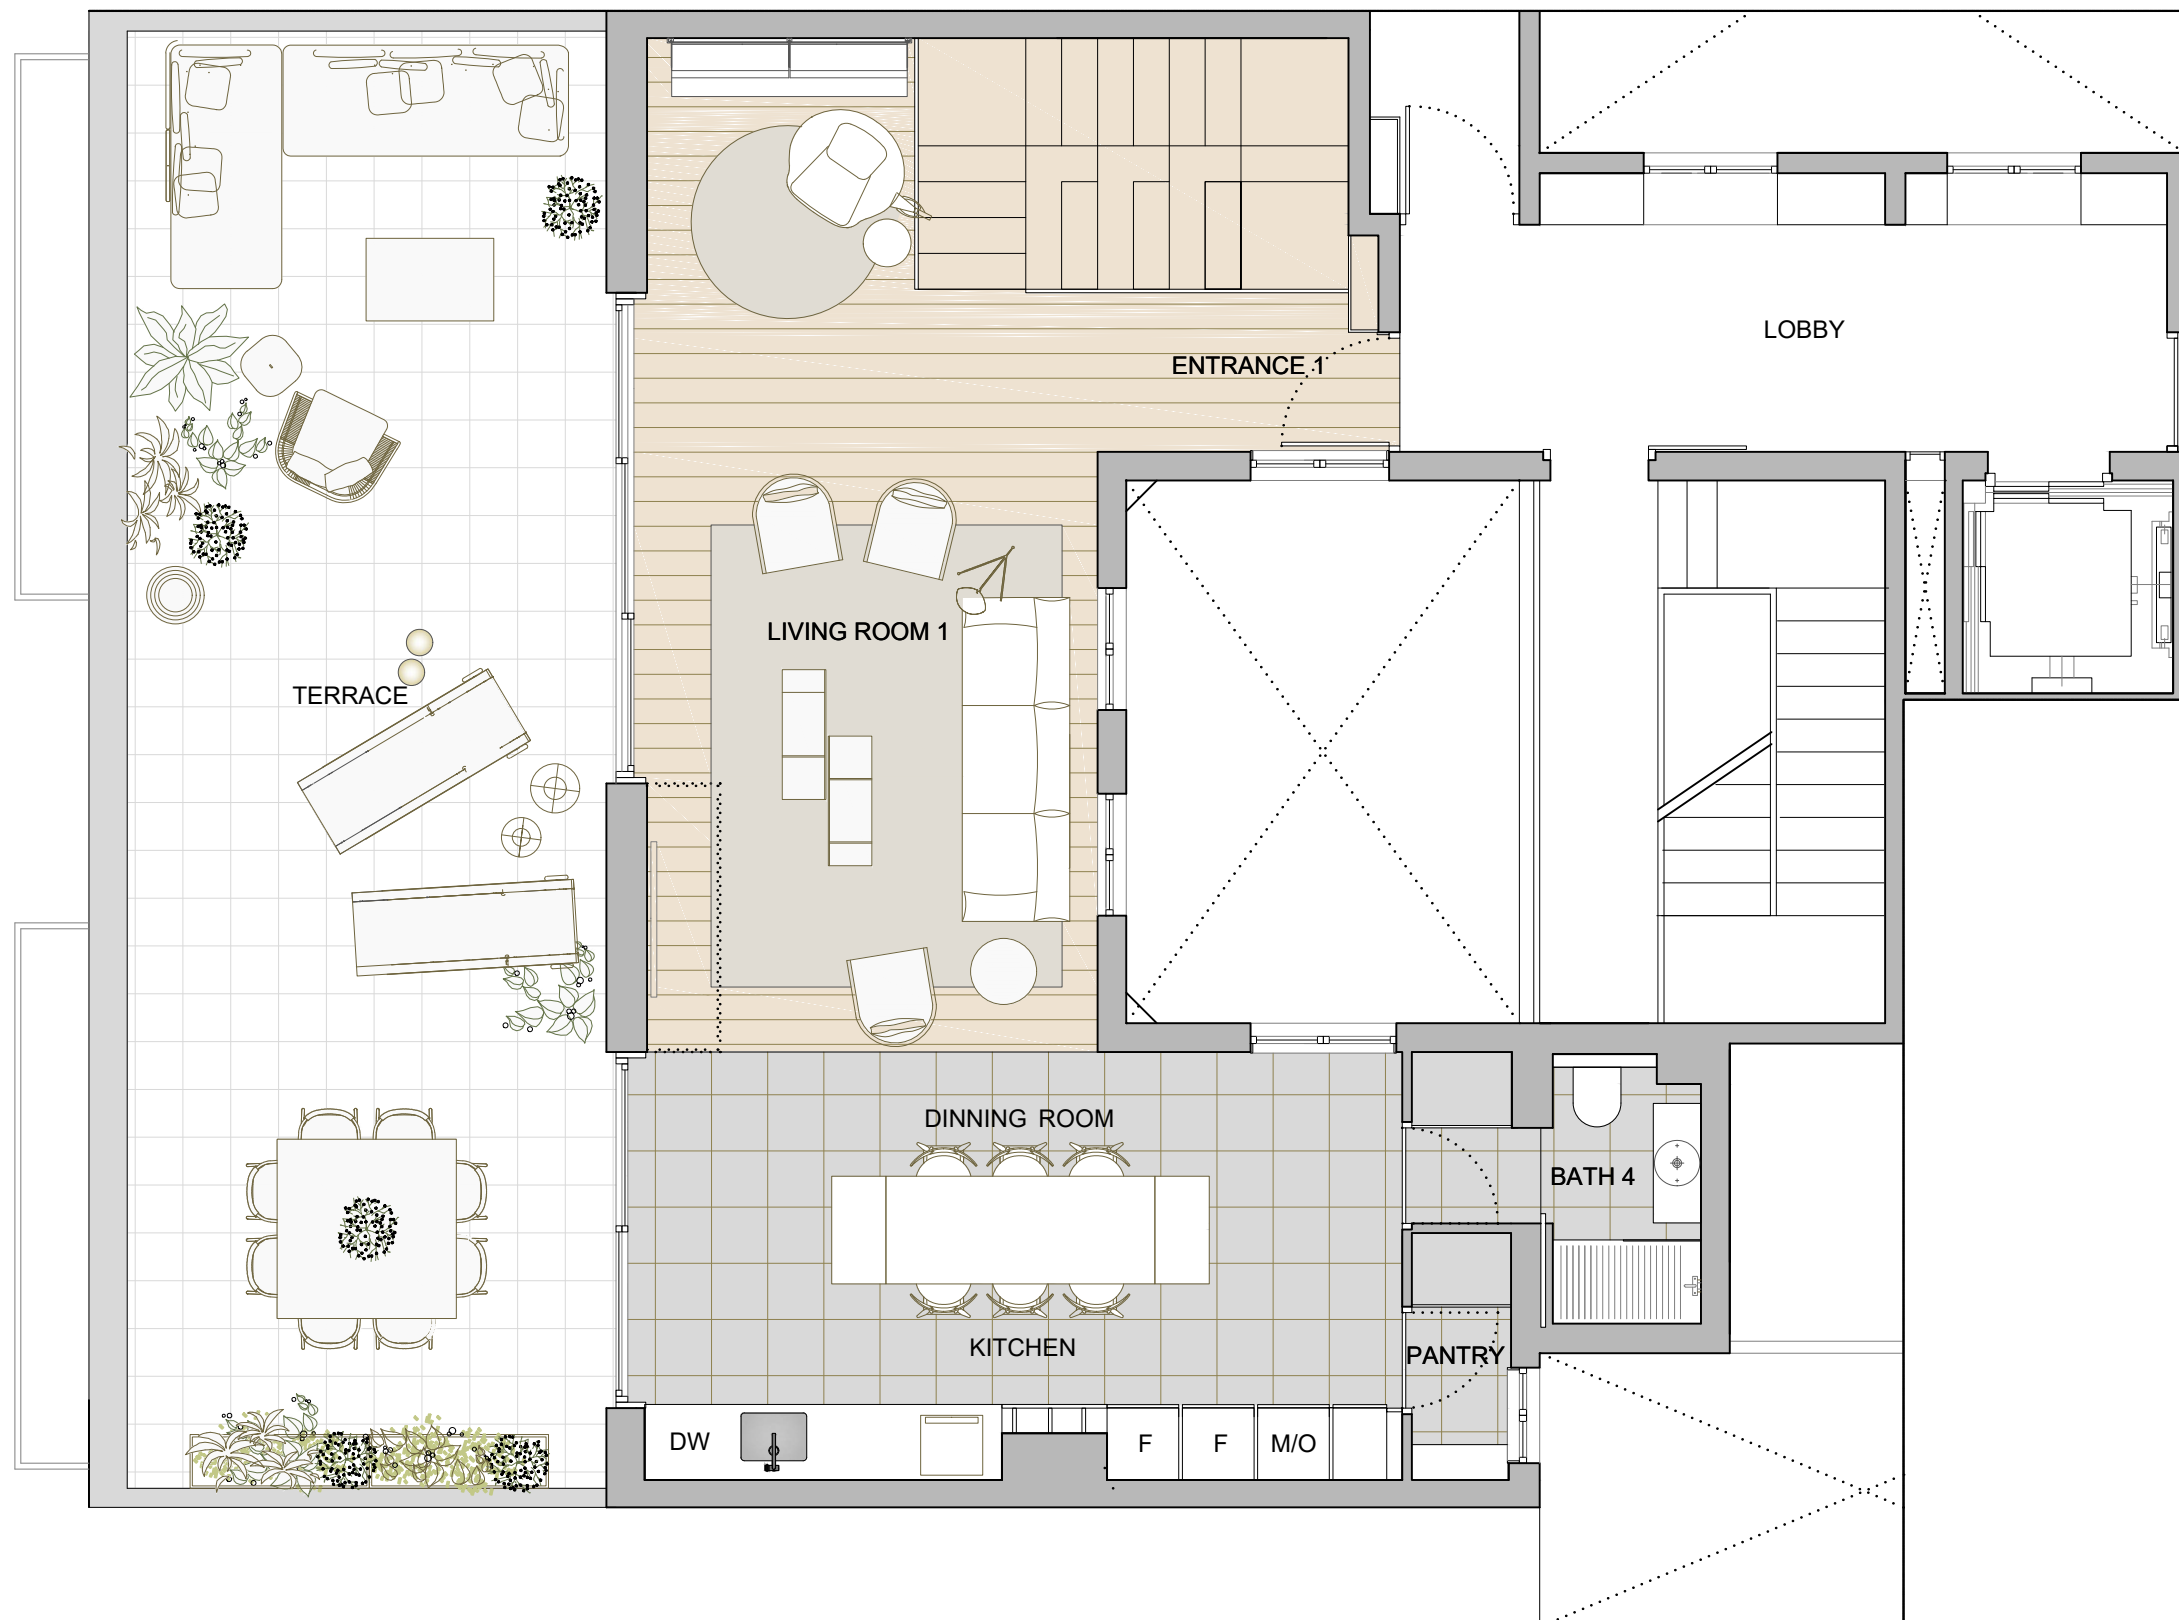 LOBBY
ENTRANCE 1
LIVING ROOM 1
TERRACE
DINNING ROOM
BATH 4
KITCHEN
PANTRY
DW
F
F
M/O